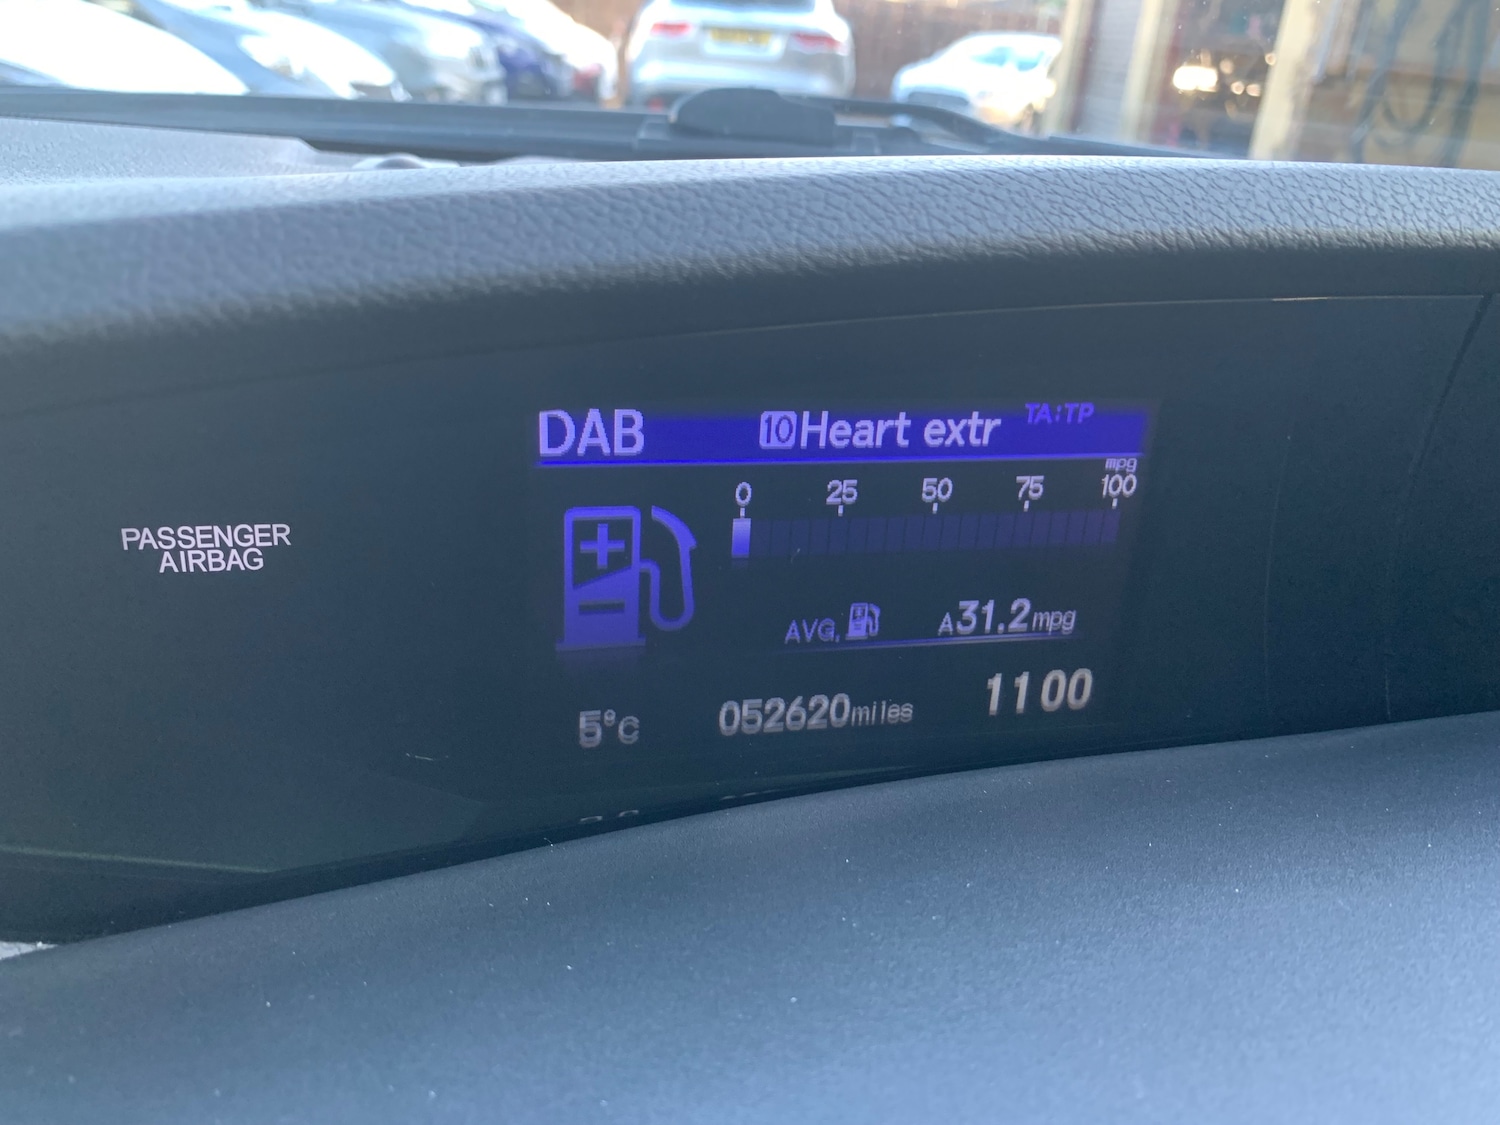 DAB 10 Heart extr TA:TP
mpg
0 25 50 75 100
PASSENGER
AIRBAG
AVG. A31.2mpg
5°C 052620miles 1100